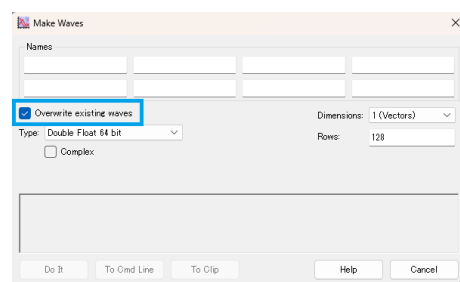 Make Waves
Names
Overwrite existing waves
Dimensions: 1 (Vectors)
Type: Double Float 64 bit
Rows: 128
Complex
Do It To Cmd Line To Clip Help Cancel